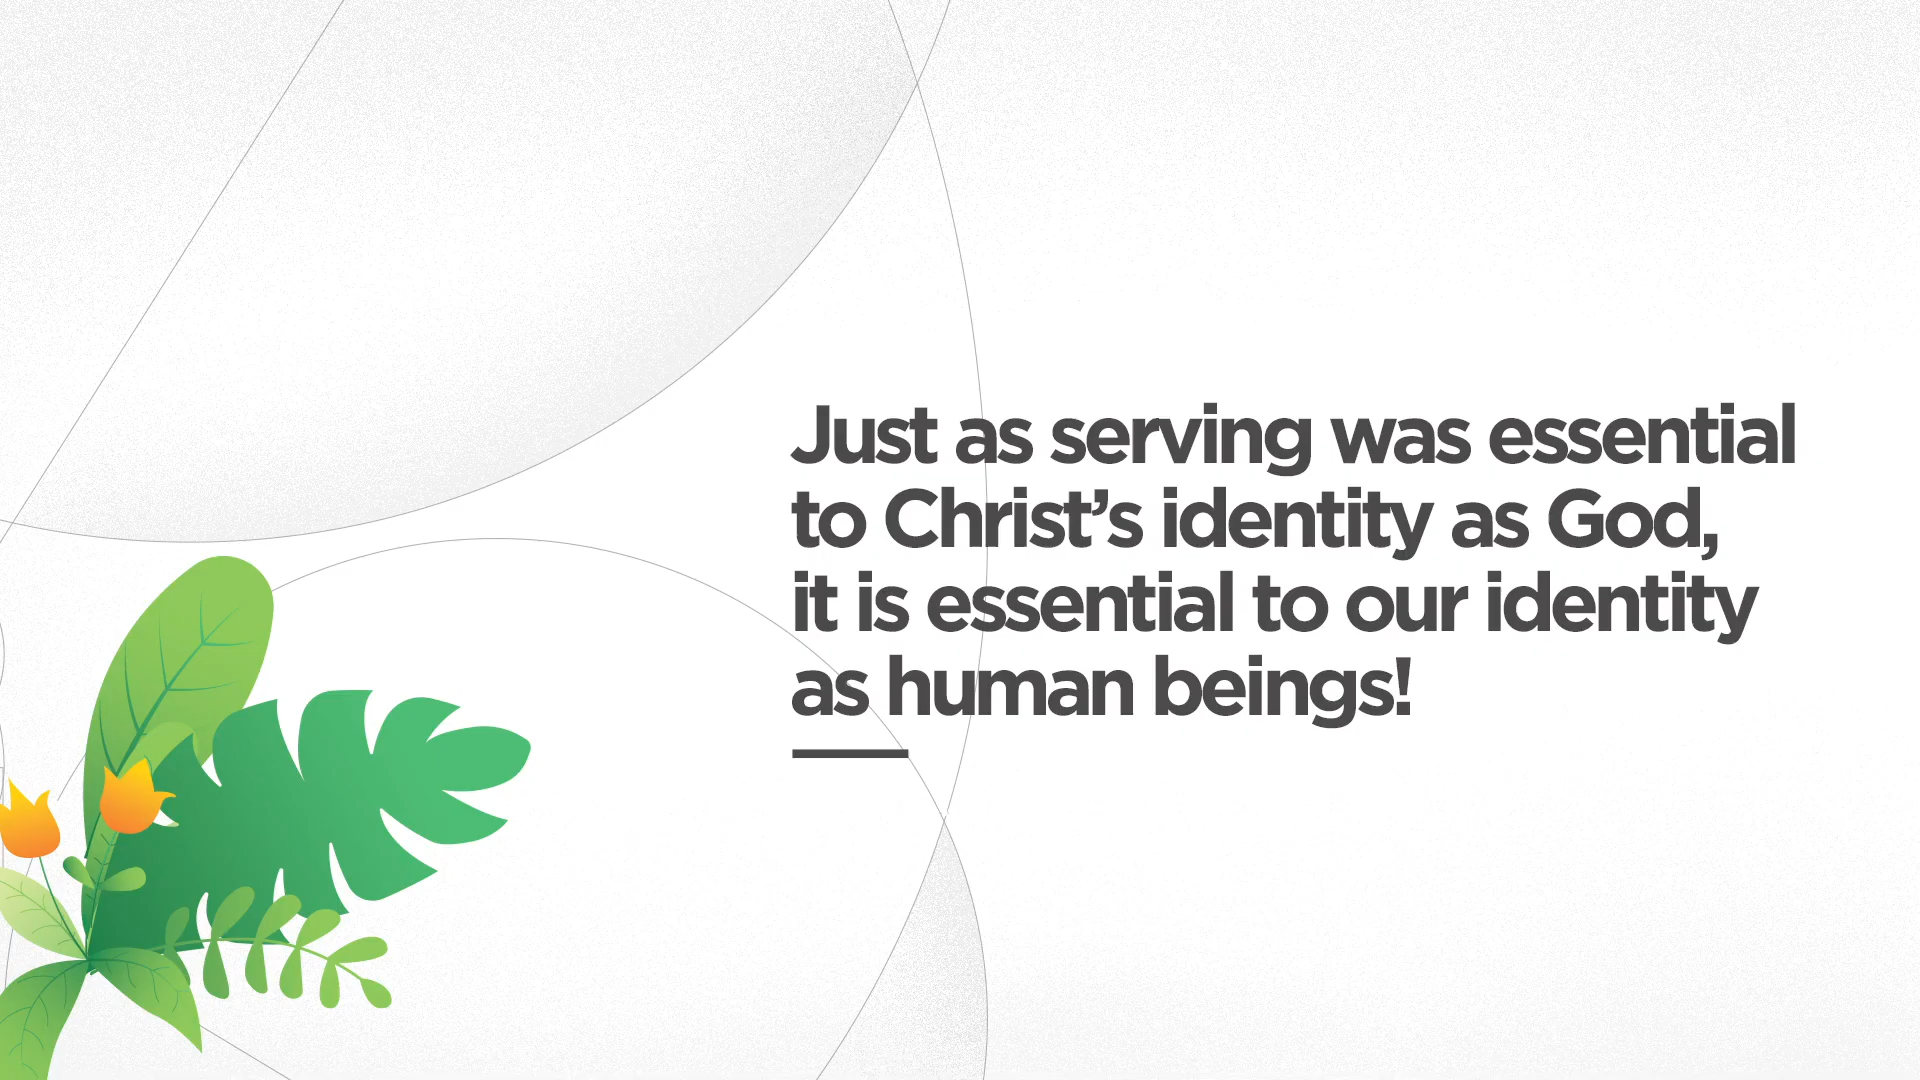 Just as serving was essential
to Christ’s identity as God,
it is essential to our identity
as human beings!